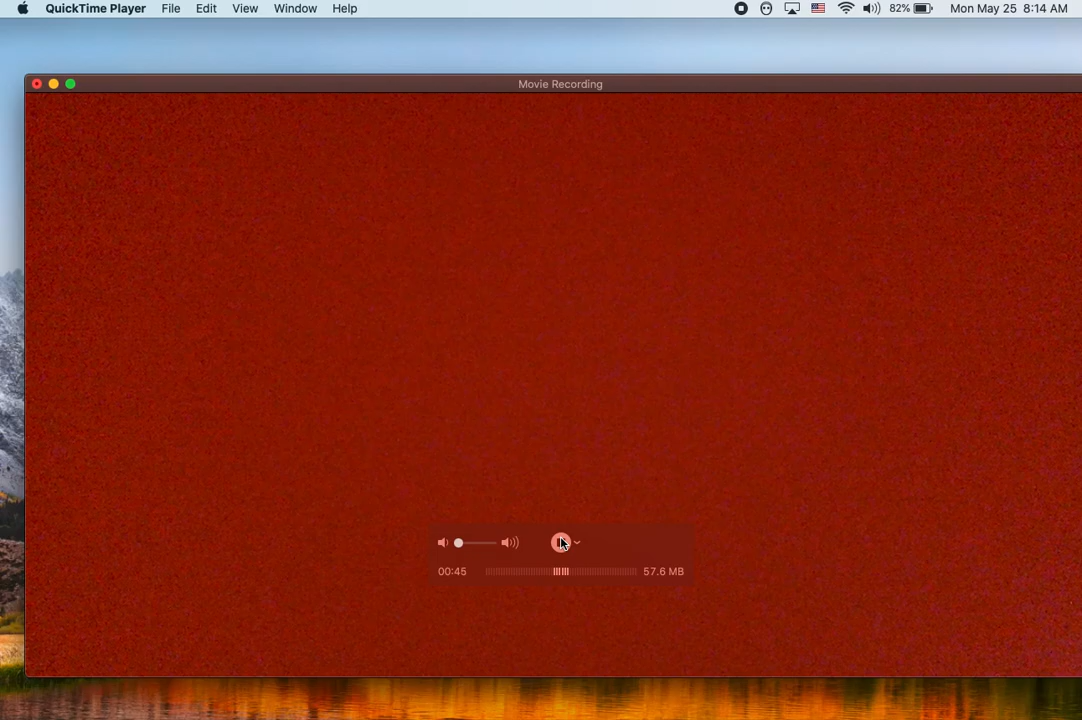 QuickTime Player File Edit View Window Help 82% Mon May 25 8:14 AM
Movie Recording
00:45 57.6 MB